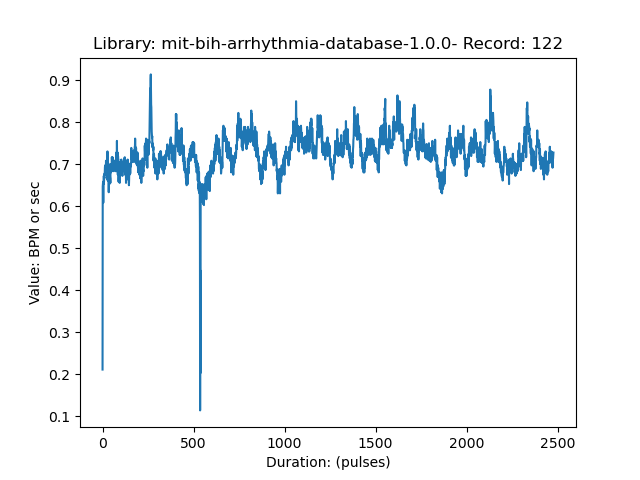 Library: mit-bih-arrhythmia-database-1.0.0- Record: 122
0.9
0.8
0.7
0.6
0.5
0.4
0.3
0.2
0.1
Value: BPM or sec
0 500 1000 1500 2000 2500
Duration: (pulses)